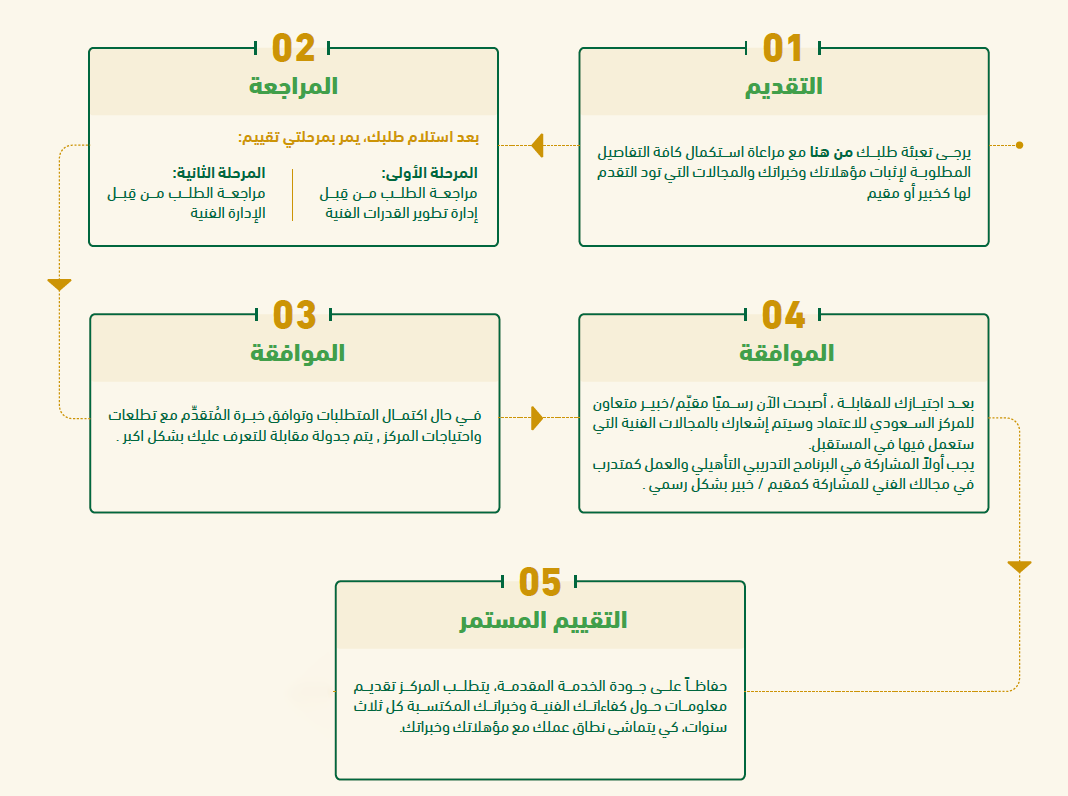 01
التقديم
يرجى تعبئة طلبك من هنا مع مراعاة استكمال كافة التفاصيل
المطلوبة لإثبات مؤهلاتك وخبراتك والمجالات التي تود التقدم
لها كخبير أو مقيم
02
المراجعة
بعد استلام طلبك، يمر بمرحلتي تقييم:
المرحلة الأولى:
مراجعة الطلب من قِبل
إدارة تطوير القدرات الفنية
المرحلة الثانية:
مراجعة الطلب من قِبل
الإدارة الفنية
03
الموافقة
في حال اكتمال المتطلبات وتوافق خبرة المُتقدِّم مع تطلعات
واحتياجات المركز , يتم جدولة مقابلة للتعرف عليك بشكل اكبر .
04
الموافقة
بعد اجتيازك للمقابلة ، أصبحت الآن رسميًا مقيّم/خبير متعاون
للمركز السعودي للاعتماد وسيتم إشعارك بالمجالات الفنية التي
ستعمل فيها في المستقبل.
يجب أولاً المشاركة في البرنامج التدريبي التأهيلي والعمل كمتدرب
في مجالك الفني للمشاركة كمقيم / خبير بشكل رسمي .
05
التقييم المستمر
حفاظاً على جودة الخدمة المقدمة، يتطلب المركز تقديم
معلومات حول كفاءاتك الفنية وخبراتك المكتسبة كل ثلاث
سنوات، كي يتماشى نطاق عملك مع مؤهلاتك وخبراتك.